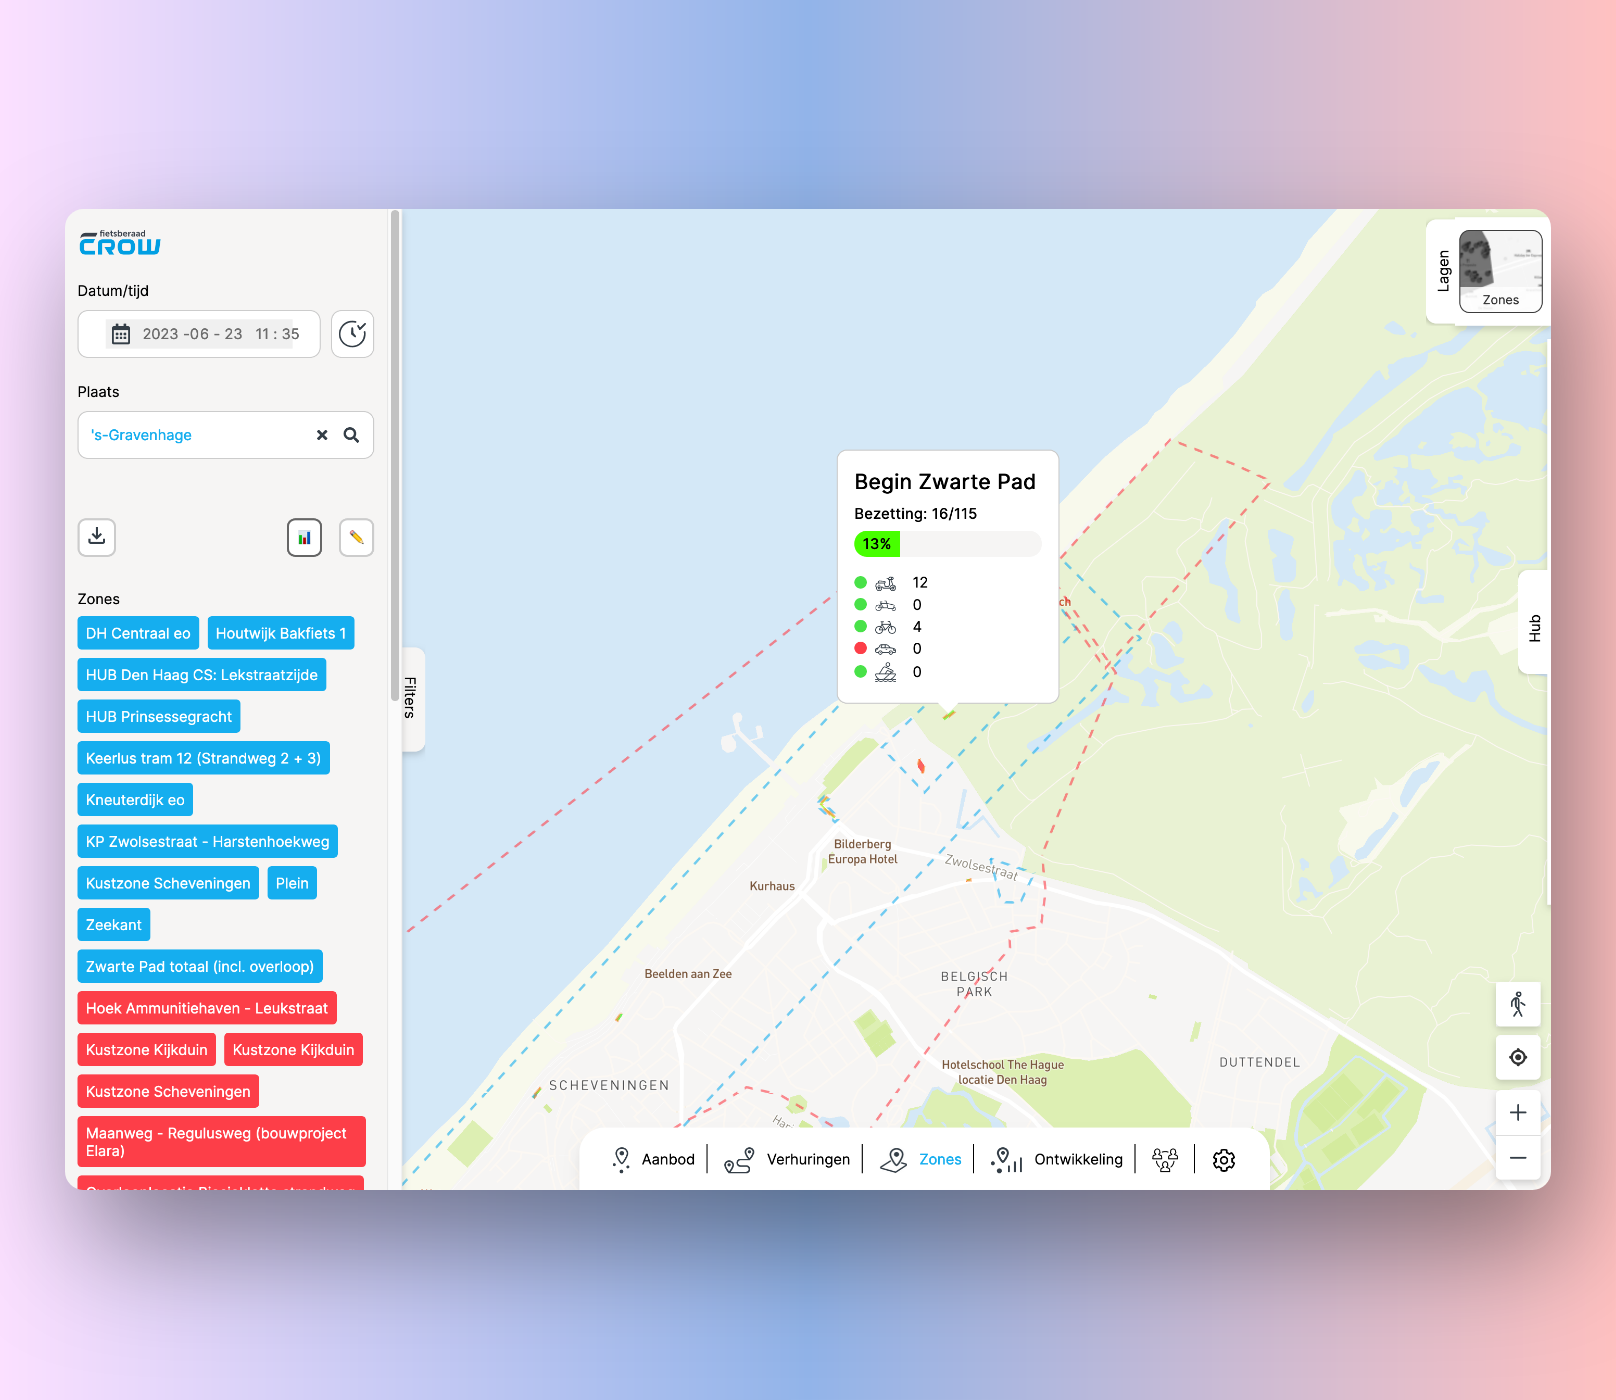 fietsberaad
CROW
Datum/tijd
2023 -06 - 23 11 : 35
Plaats
's-Gravenhage
Zones
DH Centraal eo
Houtwijk Bakfiets 1
HUB Den Haag CS: Lekstraatzijde
HUB Prinsessegracht
Keerlus tram 12 (Strandweg 2 + 3)
Kneuterdijk eo
KP Zwolsestraat - Harstenhoekweg
Kustzone Scheveningen
Plein
Zeekant
Zwarte Pad totaal (incl. overloop)
Hoek Ammunitiehaven - Leukstraat
Kustzone Kijkduin
Kustzone Kijkduin
Kustzone Scheveningen
Maanweg - Regulusweg (bouwproject
Elara)
Filters
Begin Zwarte Pad
Bezetting: 16/115
13%
12
0
4
0
0
ch
Bilderberg
Europa Hotel
Kurhaus
Zwolsestraat
Beelden aan Zee
BELGISCH
PARK
Hotelschool The Hague
locatie Den Haag
DUTTENDEL
SCHEVENINGEN
Lagen
Zones
Hub
+
−
Aanbod
Verhuringen
Zones
Ontwikkeling